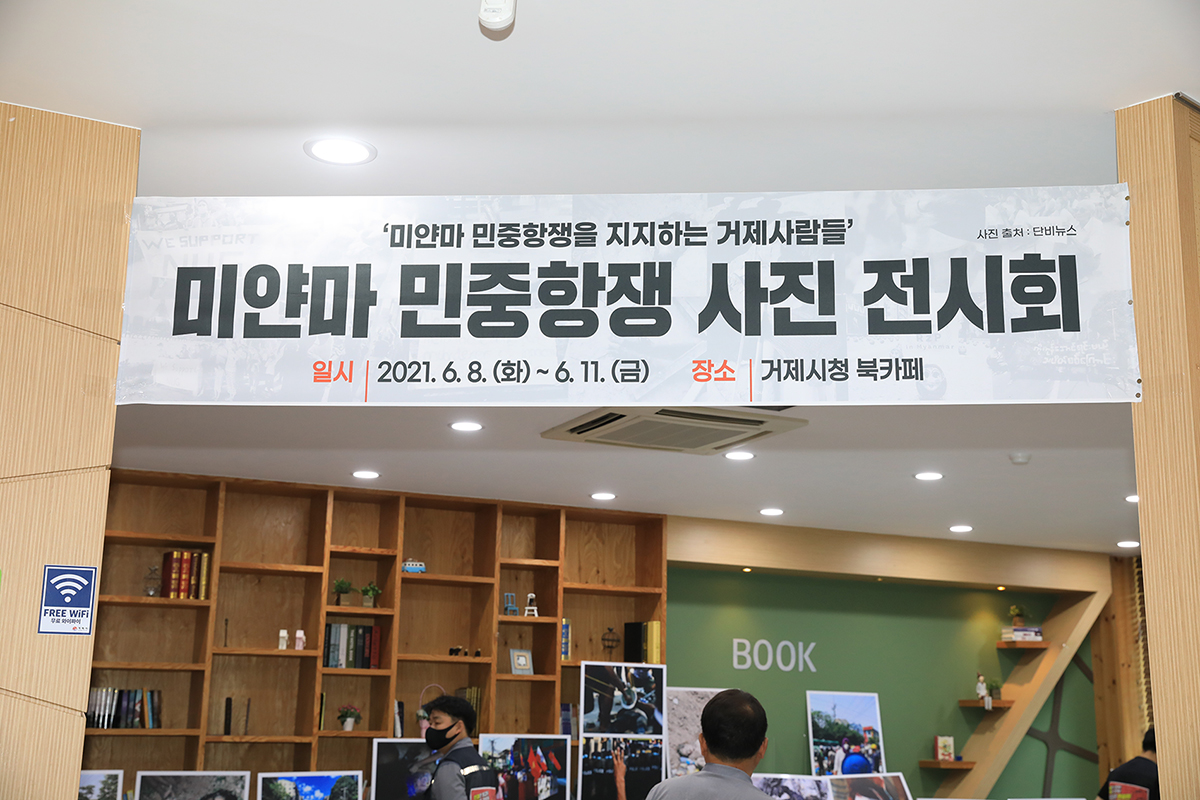 WE SUPPORT
'미얀마 민중항쟁을 지지하는 거제사람들'
사진 출처 : 단비뉴스
미얀마 민중항쟁 사진 전시회
일시 | 2021. 6. 8. (화) ~ 6. 11. (금) 장소 | 거제시청 북카페
FREE WiFi
무료 와이파이
BOOK